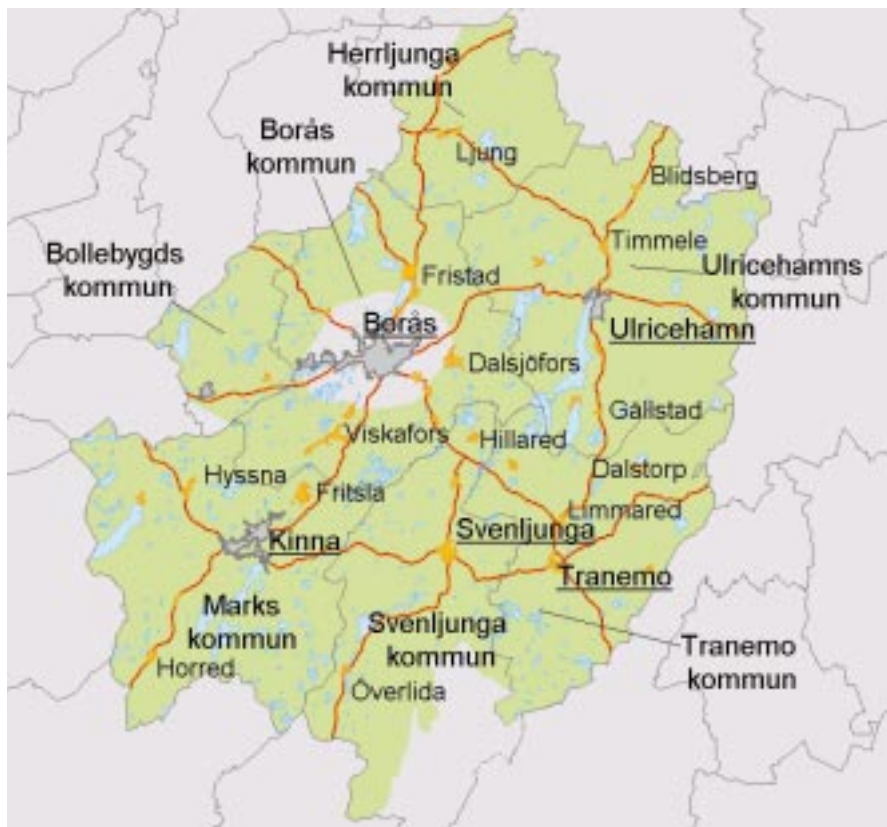 Herrljunga
kommun
Borås
kommun
Ljung
Blidsberg
Bollebygds
kommun
Timmele
Ulricehamns
kommun
Fristad
Borås
Ulricehamn
Dalsjöfors
Gällstad
Viskafors
Hillared
Hyssna
Dalstorp
Fritsla
Limmared
Svenljunga
Kinna
Tranemo
Marks
kommun
Svenljunga
kommun
Tranemo
kommun
Horred
Överlida